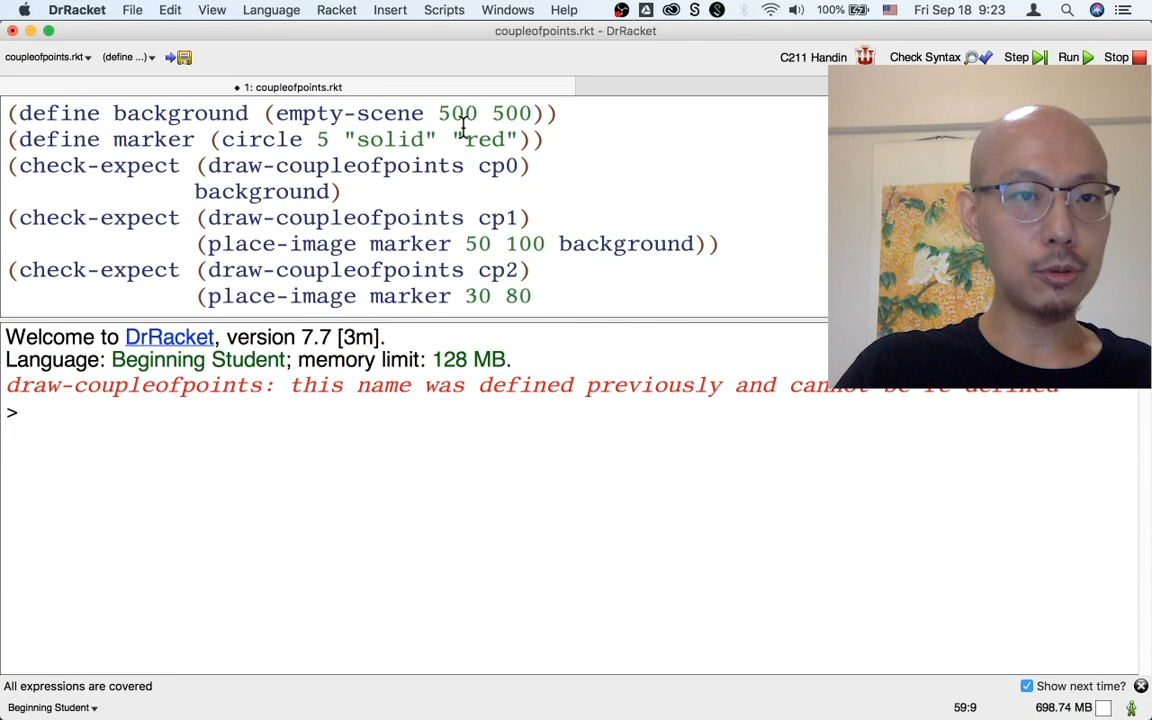 DrRacket File Edit View Language Racket Insert Scripts Windows Help 100% Fri Sep 18 9:23
coupleofpoints.rkt - DrRacket
coupleofpoints.rkt (define ...) C211 Handin Check Syntax Step Run Stop
1: coupleofpoints.rkt
(define background (empty-scene 500 500))
(define marker (circle 5 "solid" "red"))
(check-expect (draw-coupleofpoints cp0)
background)
(check-expect (draw-coupleofpoints cp1)
(place-image marker 50 100 background))
(check-expect (draw-coupleofpoints cp2)
(place-image marker 30 80
Welcome to DrRacket, version 7.7 [3m].
Language: Beginning Student; memory limit: 128 MB.
draw-coupleofpoints: this name was defined previously and cannot be re-defined
>
All expressions are covered Show next time?
Beginning Student 59:9 698.74 MB